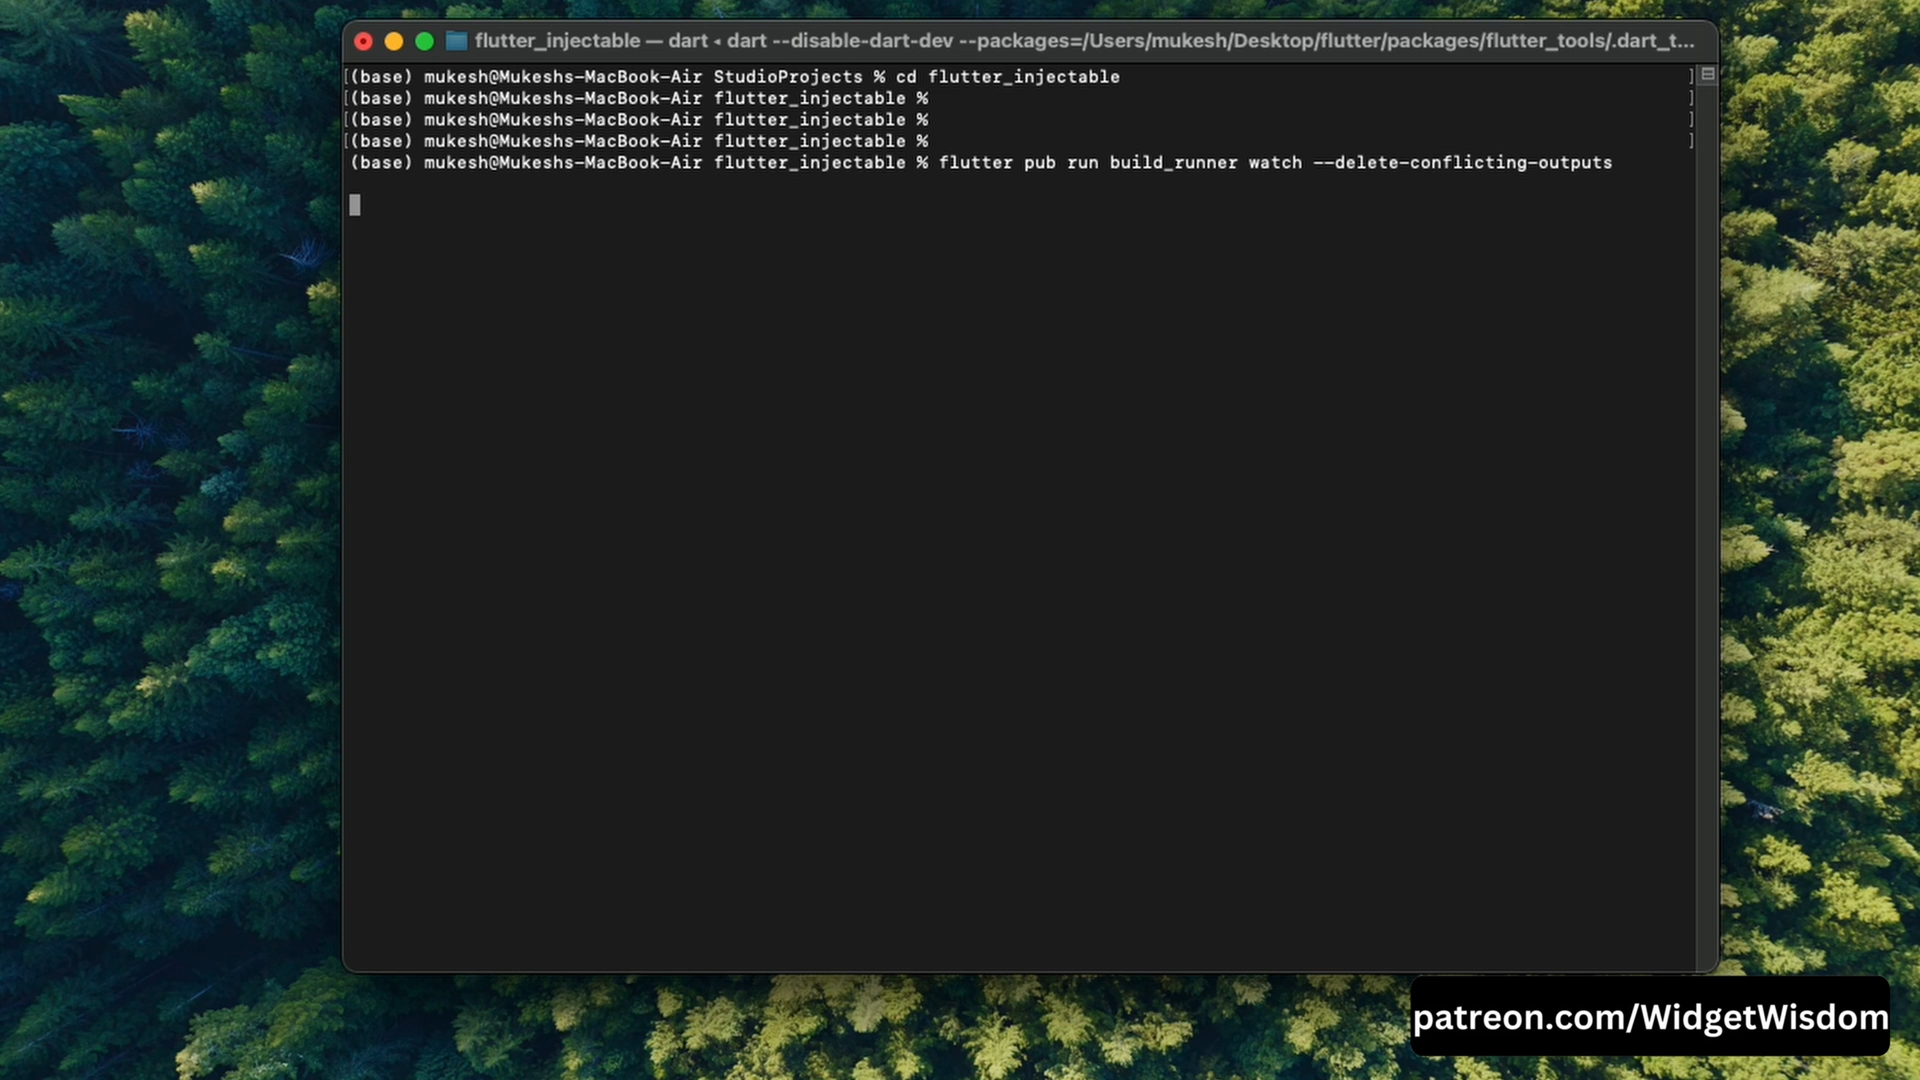 flutter_injectable — dart ◂ dart --disable-dart-dev --packages=/Users/mukesh/Desktop/flutter/packages/flutter_tools/.dart_t...
[(base) mukesh@Mukeshs-MacBook-Air StudioProjects % cd flutter_injectable ]
[(base) mukesh@Mukeshs-MacBook-Air flutter_injectable % ]
[(base) mukesh@Mukeshs-MacBook-Air flutter_injectable % ]
[(base) mukesh@Mukeshs-MacBook-Air flutter_injectable % ]
(base) mukesh@Mukeshs-MacBook-Air flutter_injectable % flutter pub run build_runner watch --delete-conflicting-outputs
patreon.com/WidgetWisdom